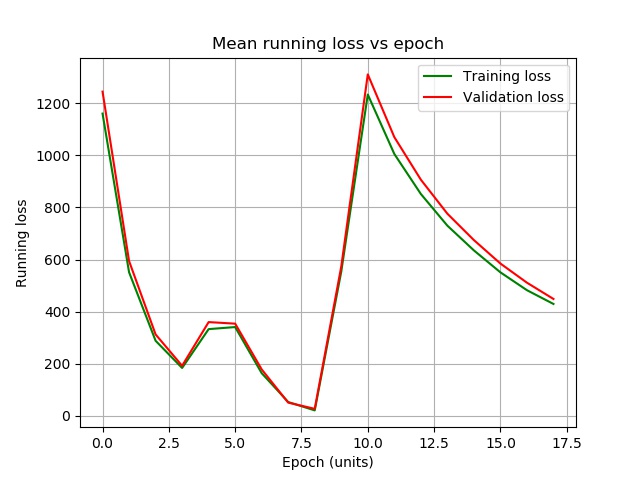 Mean running loss vs epoch
Training loss
Validation loss
Running loss
1200
1000
800
600
400
200
0
0.0 2.5 5.0 7.5 10.0 12.5 15.0 17.5
Epoch (units)